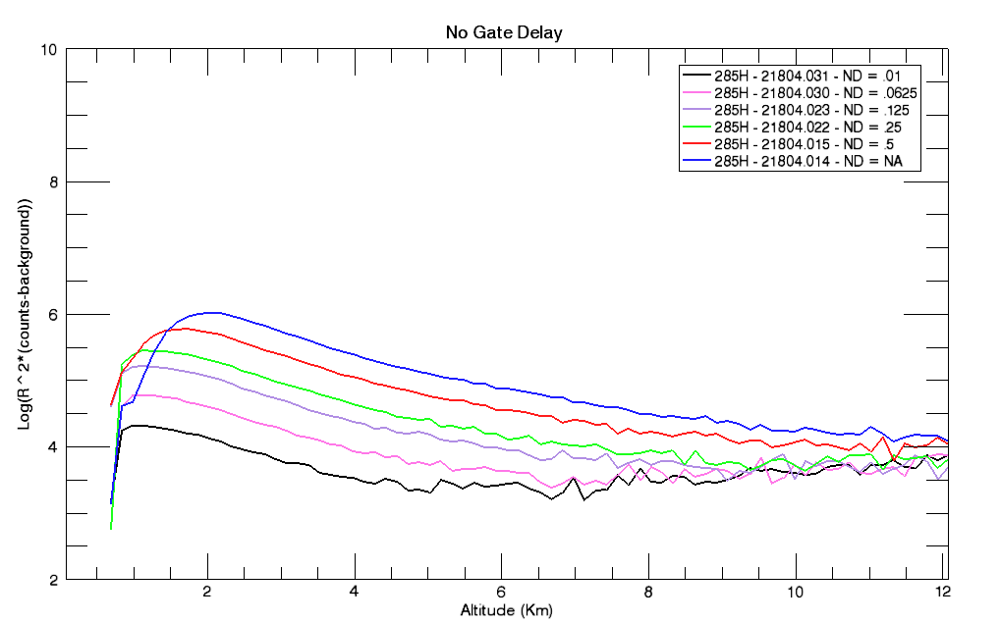 No Gate Delay
10
8
6
4
2
Log(R^2*(counts-background))
285H - 21804.031 - ND = .01
285H - 21804.030 - ND = .0625
285H - 21804.023 - ND = .125
285H - 21804.022 - ND = .25
285H - 21804.015 - ND = .5
285H - 21804.014 - ND = NA
2 4 6 8 10 12
Altitude (Km)